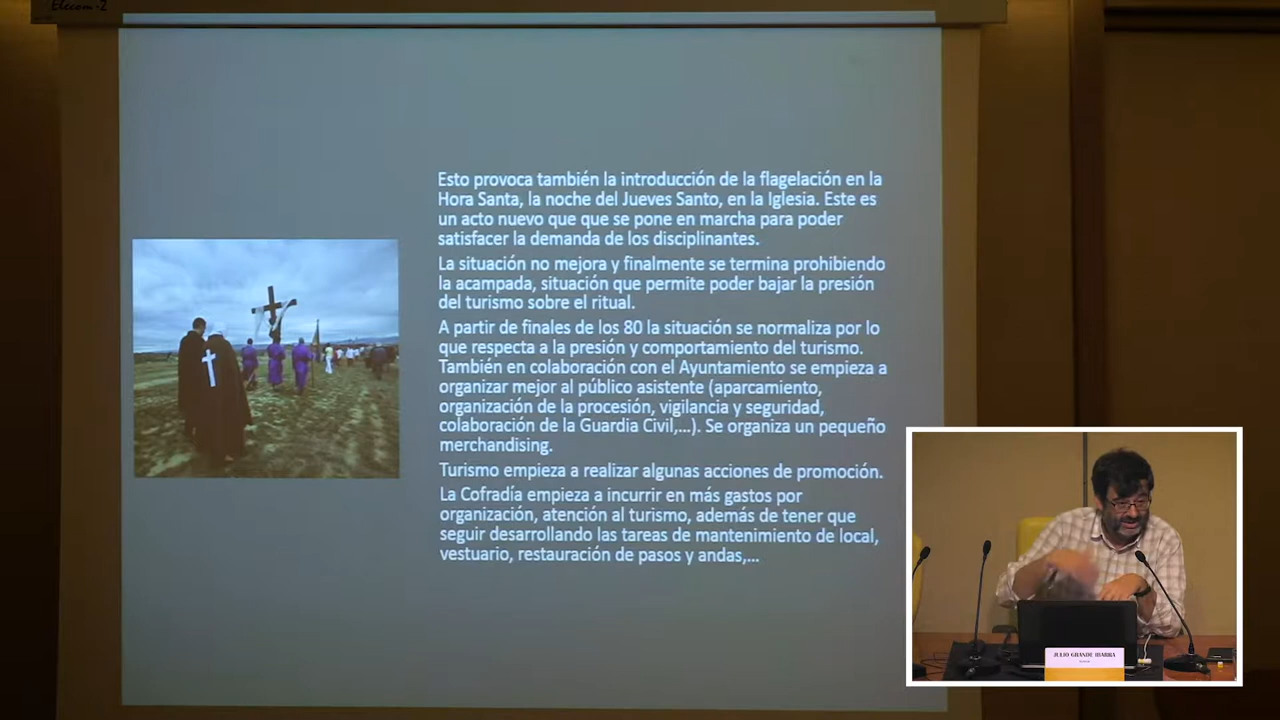 Elecom-2
Esto provoca también la introducción de la flagelación en la
Hora Santa, la noche del Jueves Santo, en la Iglesia. Este es
un acto nuevo que que se pone en marcha para poder
satisfacer la demanda de los disciplinantes.
La situación no mejora y finalmente se termina prohibiendo
la acampada, situación que permite poder bajar la presión
del turismo sobre el ritual.
A partir de finales de los 80 la situación se normaliza por lo
que respecta a la presión y comportamiento del turismo.
También en colaboración con el Ayuntamiento se empieza a
organizar mejor al público asistente (aparcamiento,
organización de la procesión, vigilancia y seguridad,
colaboración de la Guardia Civil,...). Se organiza un pequeño
merchandising.
Turismo empieza a realizar algunas acciones de promoción.
La Cofradía empieza a incurrir en más gastos por
organización, atención al turismo, además de tener que
seguir desarrollando las tareas de mantenimiento de local,
vestuario, restauración de pasos y andas,...
JULIO GRANDE IBARRA